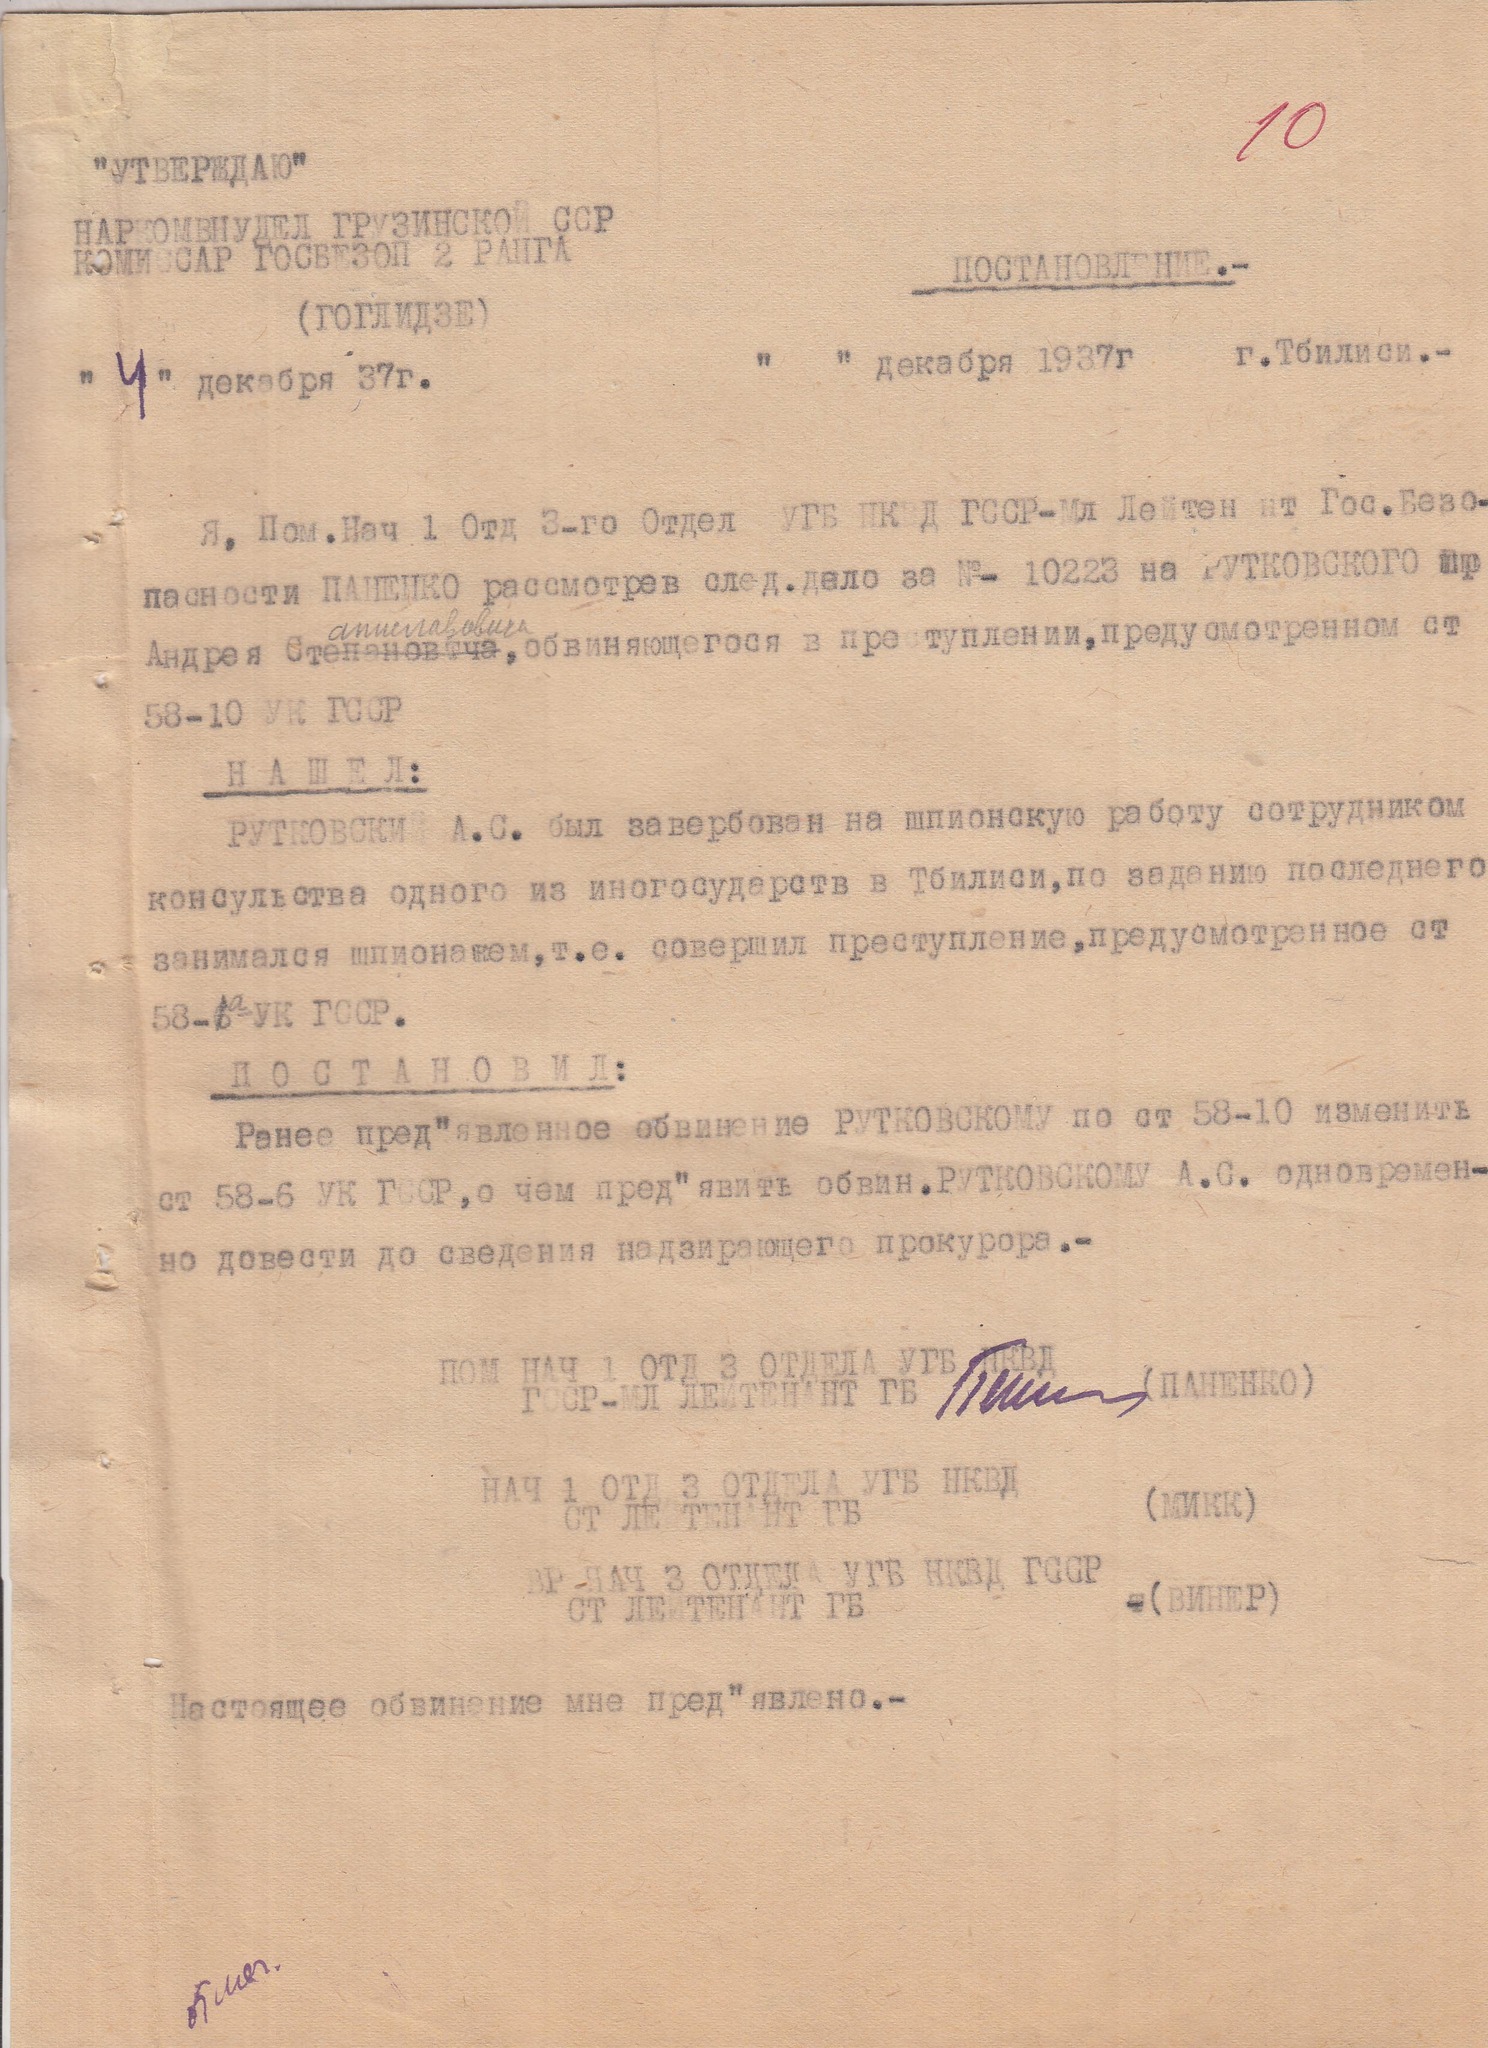 10
"УТВЕРЖДАЮ"
НАРКОМВНУДЕЛ ГРУЗИНСКОЙ ССР
КОМИССАР ГОСБЕЗОП 2 РАНГА
(ГОГЛИДЗЕ)
"4" декабря 37г.
ПОСТАНОВЛЕНИЕ.-
" " декабря 1937г г.Тбилиси.-
Я, Пом.Нач 1 Отд 3-го Отдел УГБ НКВД ГССР-Мл Лейтен нт Гос.Безо-
пасности ПАНЕНКО рассмотрев след.дело за №- 10223 на РУТКОВСКОГО
аниславовича
Андрея Степановтча,обвиняющегося в преступлении,предусмотренном ст
58-10 УК ГССР
Н А Ш Е Л:
РУТКОВСКИЙ А.С. был завербован на шпионскую работу сотрудником
консульства одного из иногосударств в Тбилиси,по заданию последнего
занимался шпионажем,т.е. совершил преступление,предусмотренное ст
58-1а УК ГССР.
П О С Т А Н О В И Л:
Ранее пред"явленное обвинение РУТКОВСКОМУ по ст 58-10 изменить
ст 58-6 УК ГССР,о чем пред"явить обвин.РУТКОВСКОМУ А.С. одновремен-
но довести до сведения надзирающего прокурора.-
ПОМ НАЧ 1 ОТД 3 ОТДЕЛА УГБ НКВД
ГССР-МЛ ЛЕЙТЕНАНТ ГБ (ПАНЕНКО)
НАЧ 1 ОТД 3 ОТДЕЛА УГБ НКВД
СТ ЛЕЙТЕНАНТ ГБ (МИКК)
ВР НАЧ 3 ОТДЕЛА УГБ НКВД ГССР
СТ ЛЕЙТЕНАНТ ГБ (ВИНЕР)
Настоящее обвинение мне пред"явлено.-